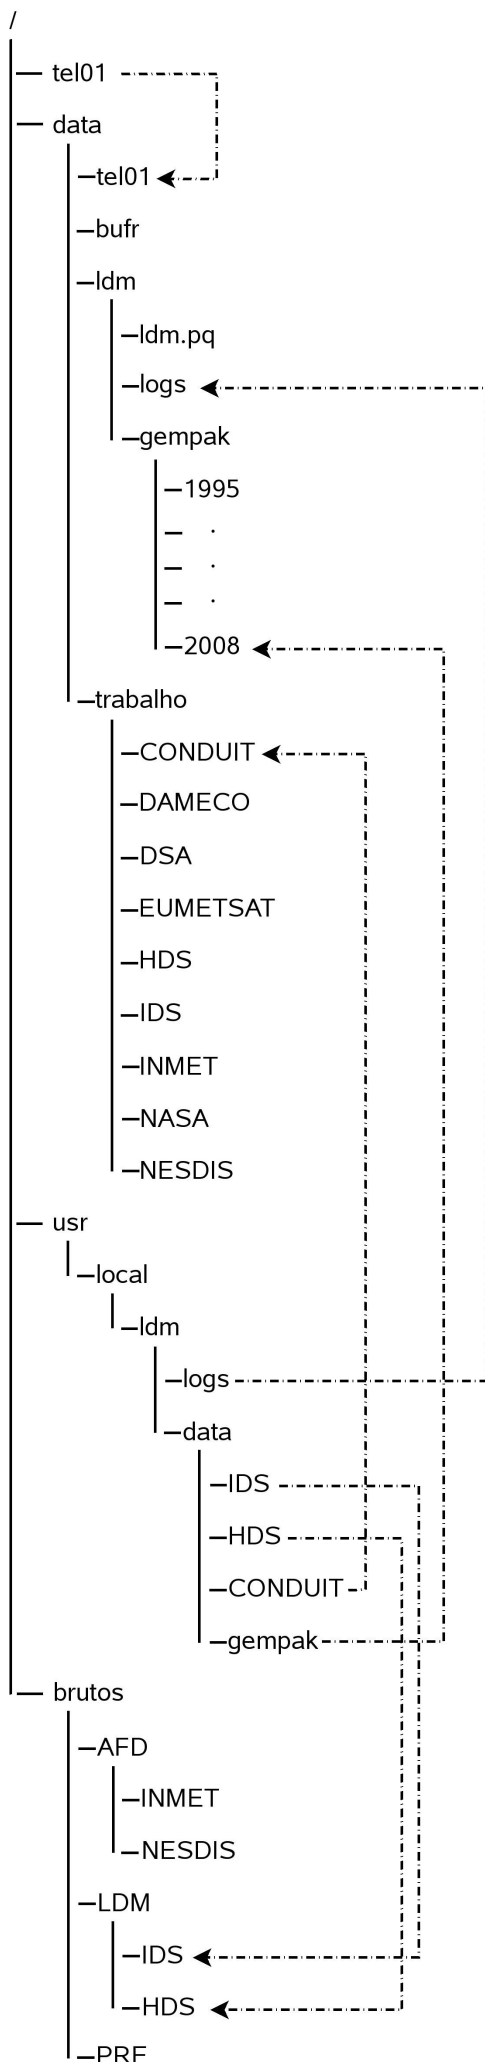 /
tel01
data
tel01
bufr
ldm
ldm.pq
logs
gempak
1995
.
.
.
2008
trabalho
CONDUIT
DAMECO
DSA
EUMETSAT
HDS
IDS
INMET
NASA
NESDIS
usr
local
ldm
logs
data
IDS
HDS
CONDUIT
gempak
brutos
AFD
INMET
NESDIS
LDM
IDS
HDS